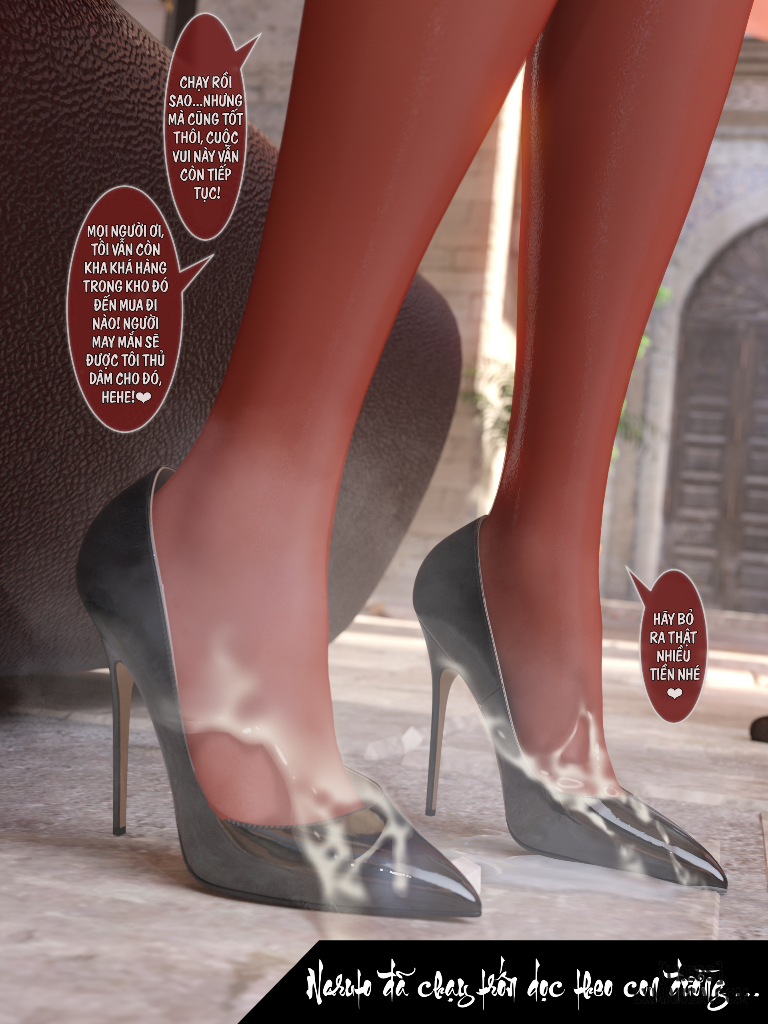 CHẠY RỒI
SAO...NHƯNG
MÀ CŨNG TỐT
THÔI, CUỘC
VUI NÀY VẪN
CÒN TIẾP
TỤC!
MỌI NGƯỜI ƠI,
TÔI VẪN CÒN
KHA KHÁ HÀNG
TRONG KHO ĐÓ
ĐẾN MUA ĐI
NÀO! NGƯỜI
MAY MẮN SẼ
ĐƯỢC TÔI THỦ
DÂM CHO ĐÓ,
HEHE!❤
HÃY BỎ
RA THẬT
NHIỀU
TIỀN NHÉ
❤
Naruto đã chạy trốn dọc theo con đường ...